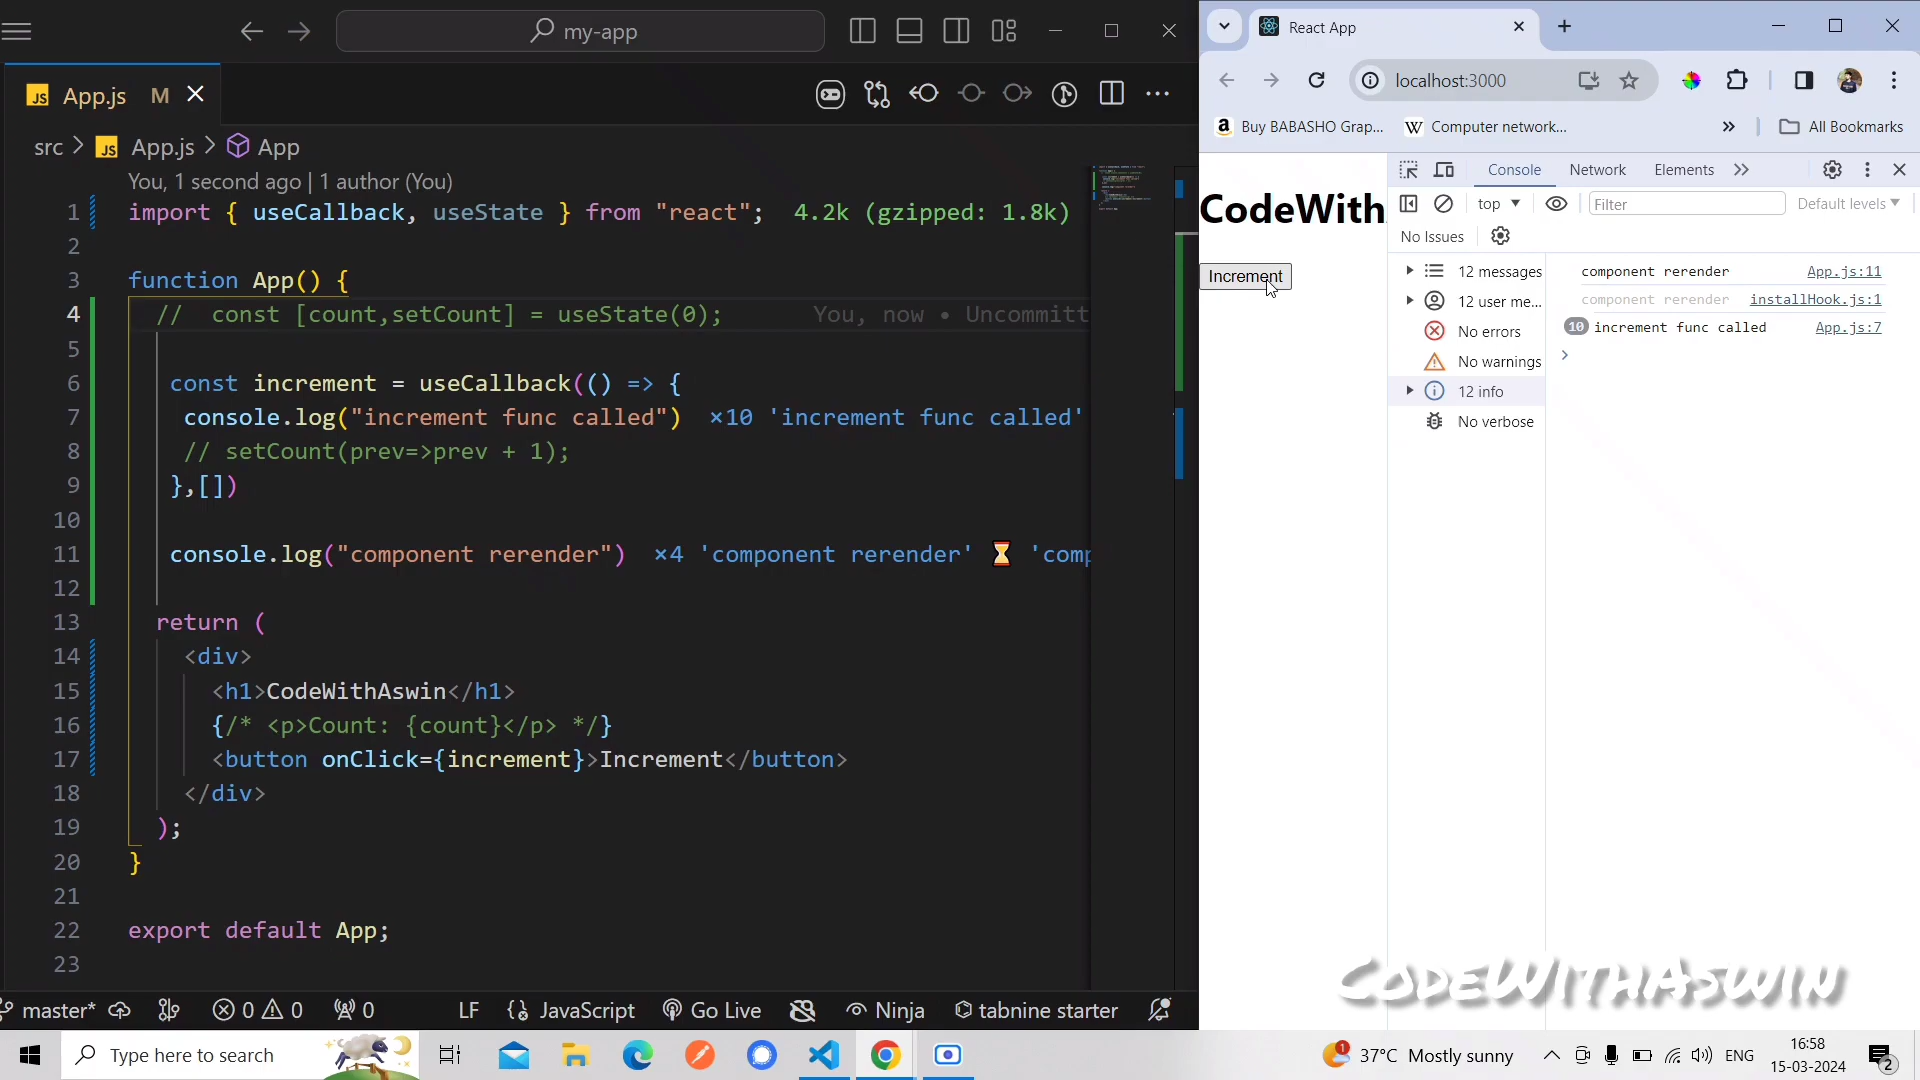 my-app
JS App.js M
src > JS App.js > App
You, 1 second ago | 1 author (You)
1 import { useCallback, useState } from "react"; 4.2k (gzipped: 1.8k)
2
3 function App() {
4 // const [count,setCount] = useState(0); You, now • Uncommitt
5
6 const increment = useCallback(() => {
7 console.log("increment func called") ×10 'increment func called'
8 // setCount(prev=>prev + 1);
9 },[])
10
11 console.log("component rerender") ×4 'component rerender' ⏳ 'comp
12
13 return (
14 <div>
15 <h1>CodeWithAswin</h1>
16 {/* <p>Count: {count}</p> */}
17 <button onClick={increment}>Increment</button>
18 </div>
19 );
20 }
21
22 export default App;
23
master* 0 0 0 LF {} JavaScript Go Live Ninja tabnine starter
React App
localhost:3000
a Buy BABASHO Grap... W Computer network... » All Bookmarks
CodeWithA
Increment
Console Network Elements »
top ▼ Filter Default levels ▼
No Issues
12 messages
12 user me...
No errors
No warnings
12 info
No verbose
component rerender App.js:11
component rerender installHook.js:1
10 increment func called App.js:7
>
CodeWithAswin
Type here to search
1 37°C Mostly sunny ENG
16:58
15-03-2024
2